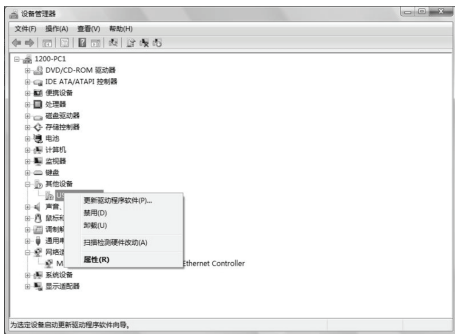 设备管理器
文件(F) 操作(A) 查看(V) 帮助(H)
1200-PC1
DVD/CD-ROM 驱动器
IDE ATA/ATAPI 控制器
便携设备
处理器
磁盘驱动器
存储控制器
电池
计算机
监视器
键盘
其他设备
更新驱动程序软件(P)...
声音、
禁用(D)
鼠标和
卸载(U)
调制解
通用串
扫描检测硬件改动(A)
网络适
属性(R)
M Ethernet Controller
系统设备
显示适配器
为选定设备启动更新驱动程序软件向导。